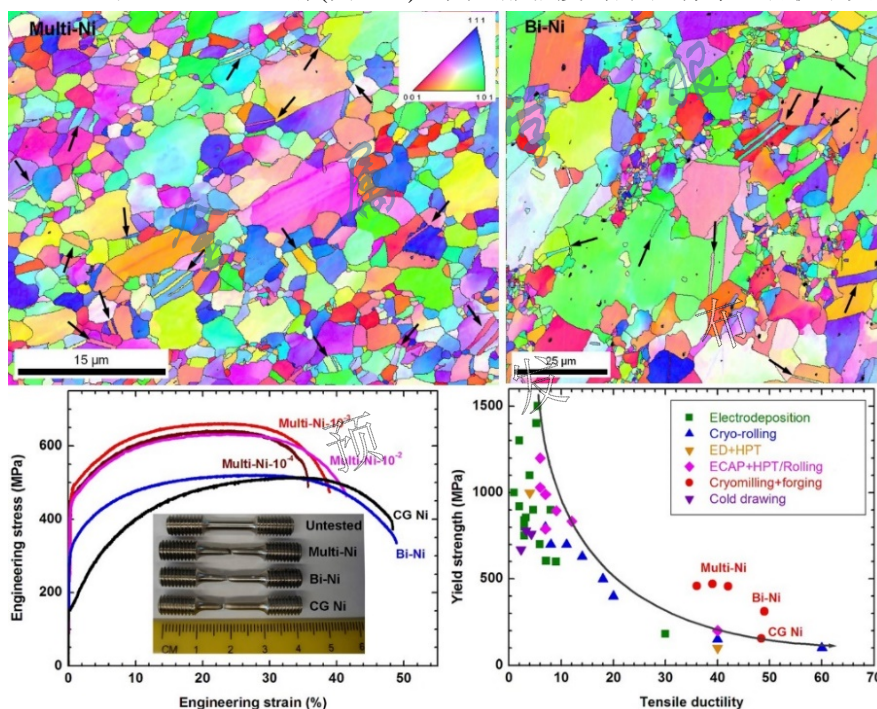 Multi-Ni
111
001
101
15 µm
Bi-Ni
25 µm
Engineering stress (MPa)
600
400
200
0
Multi-Ni-10⁻³
Multi-Ni-10⁻⁴
Multi-Ni-10⁻²
CG Ni
Bi-Ni
Untested
Multi-Ni
Bi-Ni
CG Ni
CM 1 2 3 4 5 6
0 10 20 30 40 50
Engineering strain (%)
Yield strength (MPa)
1500
1000
500
0
Electrodeposition
Cryo-rolling
ED+HPT
ECAP+HPT/Rolling
Cryomilling+forging
Cold drawing
Multi-Ni
Bi-Ni
CG Ni
0 10 20 30 40 50 60 70
Tensile ductility
预